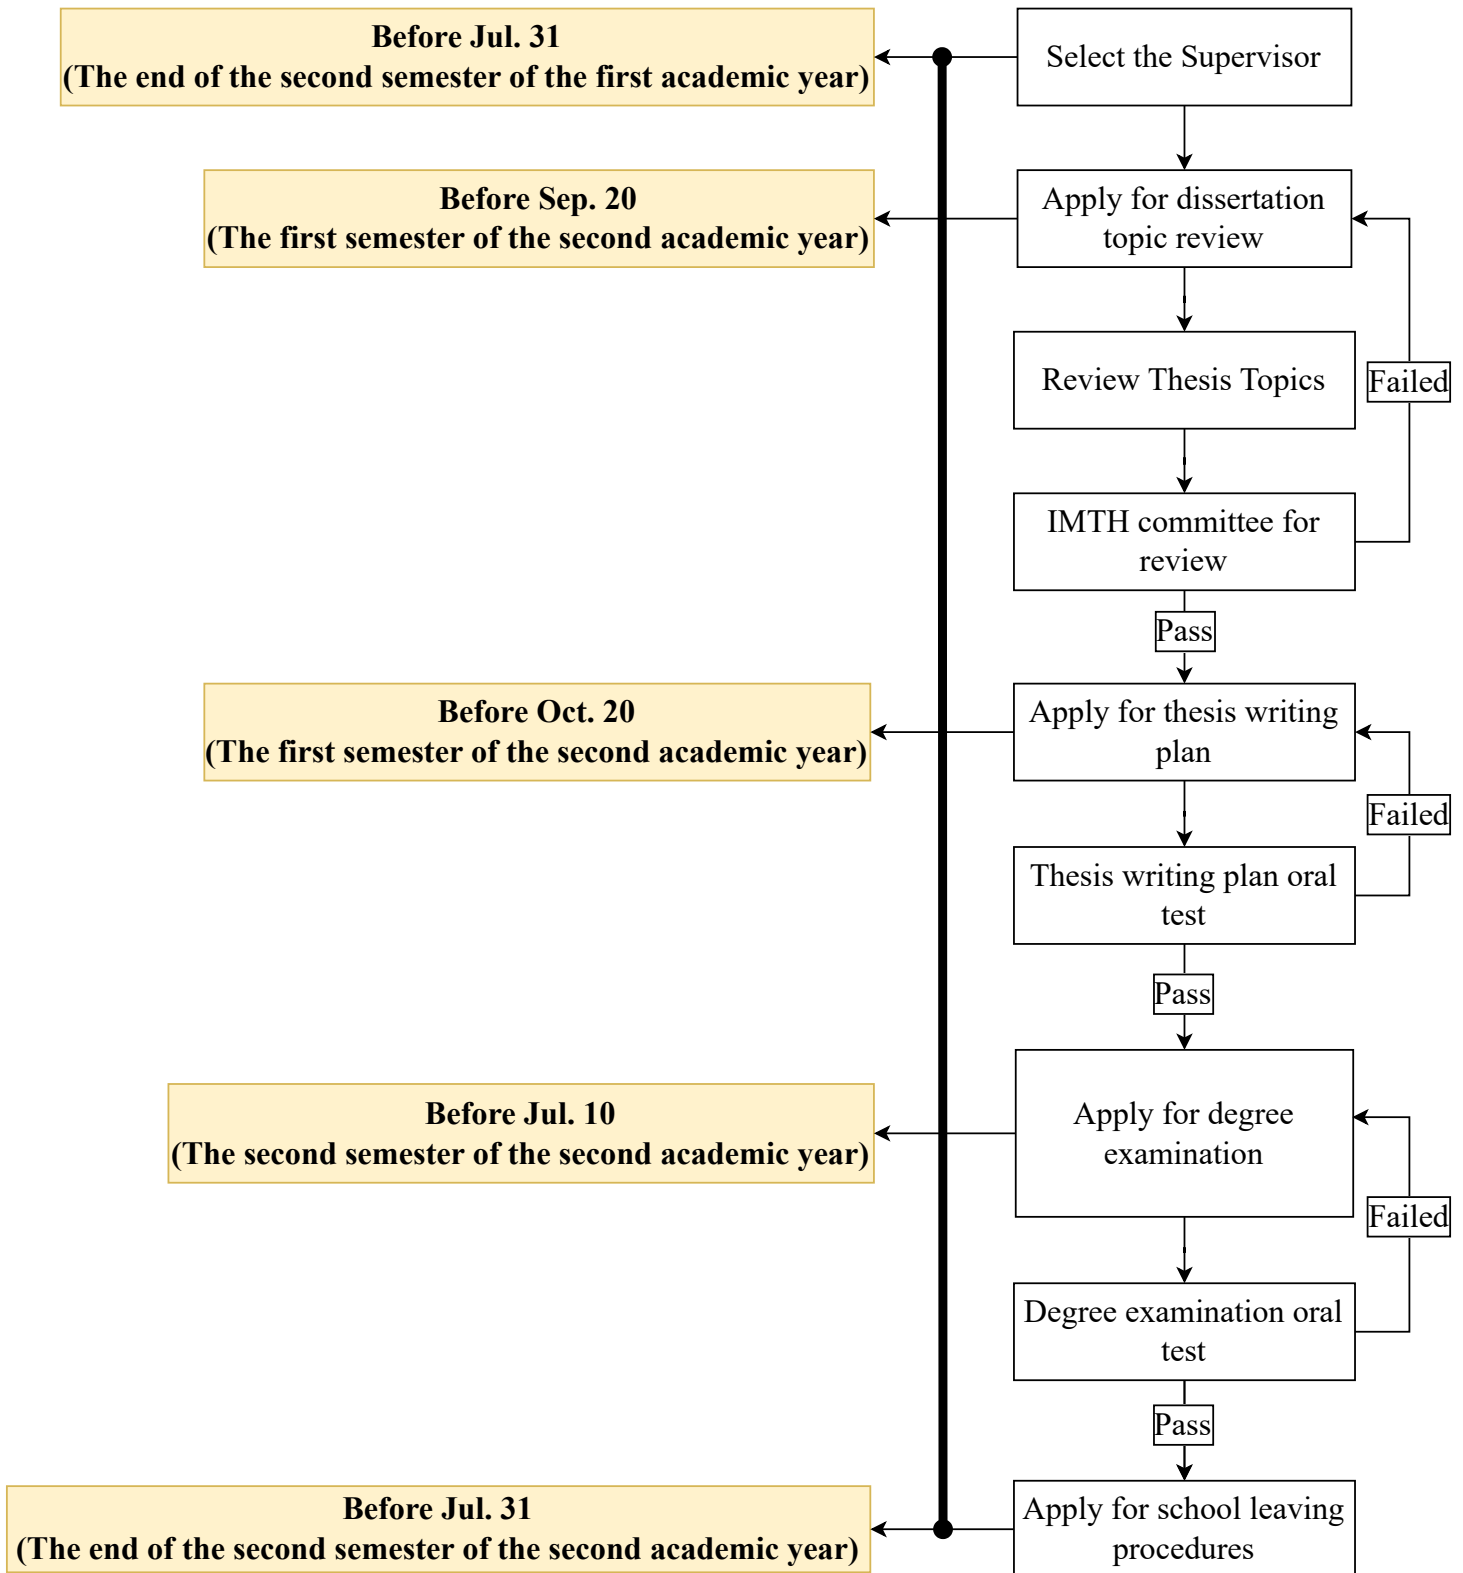 Before Jul. 31
(The end of the second semester of the first academic year)
Select the Supervisor
Before Sep. 20
(The first semester of the second academic year)
Apply for dissertation
topic review
Review Thesis Topics
Failed
IMTH committee for
review
Pass
Before Oct. 20
(The first semester of the second academic year)
Apply for thesis writing
plan
Failed
Thesis writing plan oral
test
Pass
Before Jul. 10
(The second semester of the second academic year)
Apply for degree
examination
Failed
Degree examination oral
test
Pass
Before Jul. 31
(The end of the second semester of the second academic year)
Apply for school leaving
procedures